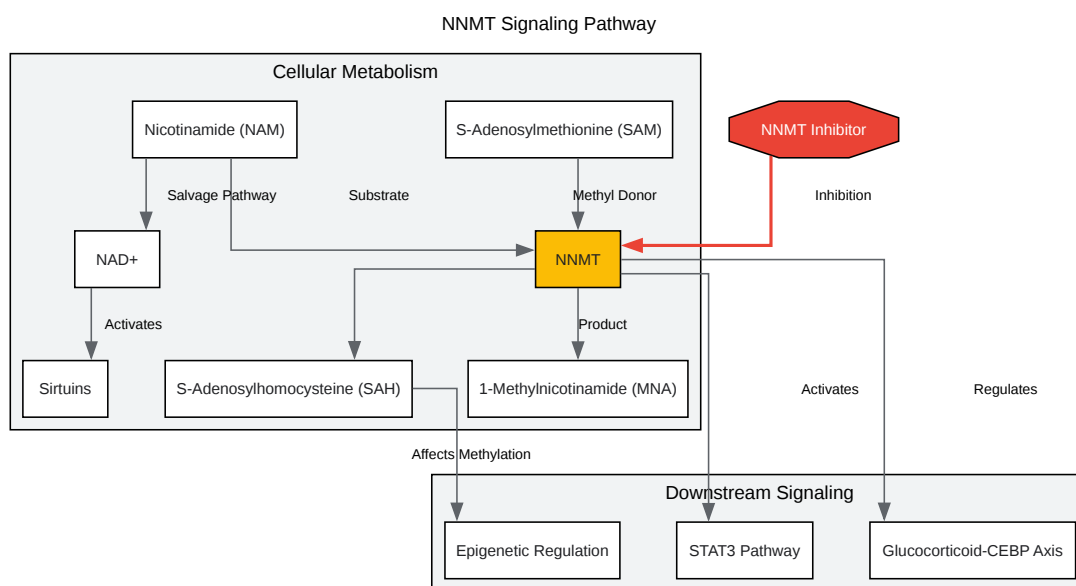 NNMT Signaling Pathway
Cellular Metabolism
Nicotinamide (NAM)
S-Adenosylmethionine (SAM)
NNMT Inhibitor
Salvage Pathway
Substrate
Methyl Donor
Inhibition
NAD+
NNMT
Activates
Product
Sirtuins
S-Adenosylhomocysteine (SAH)
1-Methylnicotinamide (MNA)
Activates
Regulates
Affects Methylation
Downstream Signaling
Epigenetic Regulation
STAT3 Pathway
Glucocorticoid-CEBP Axis